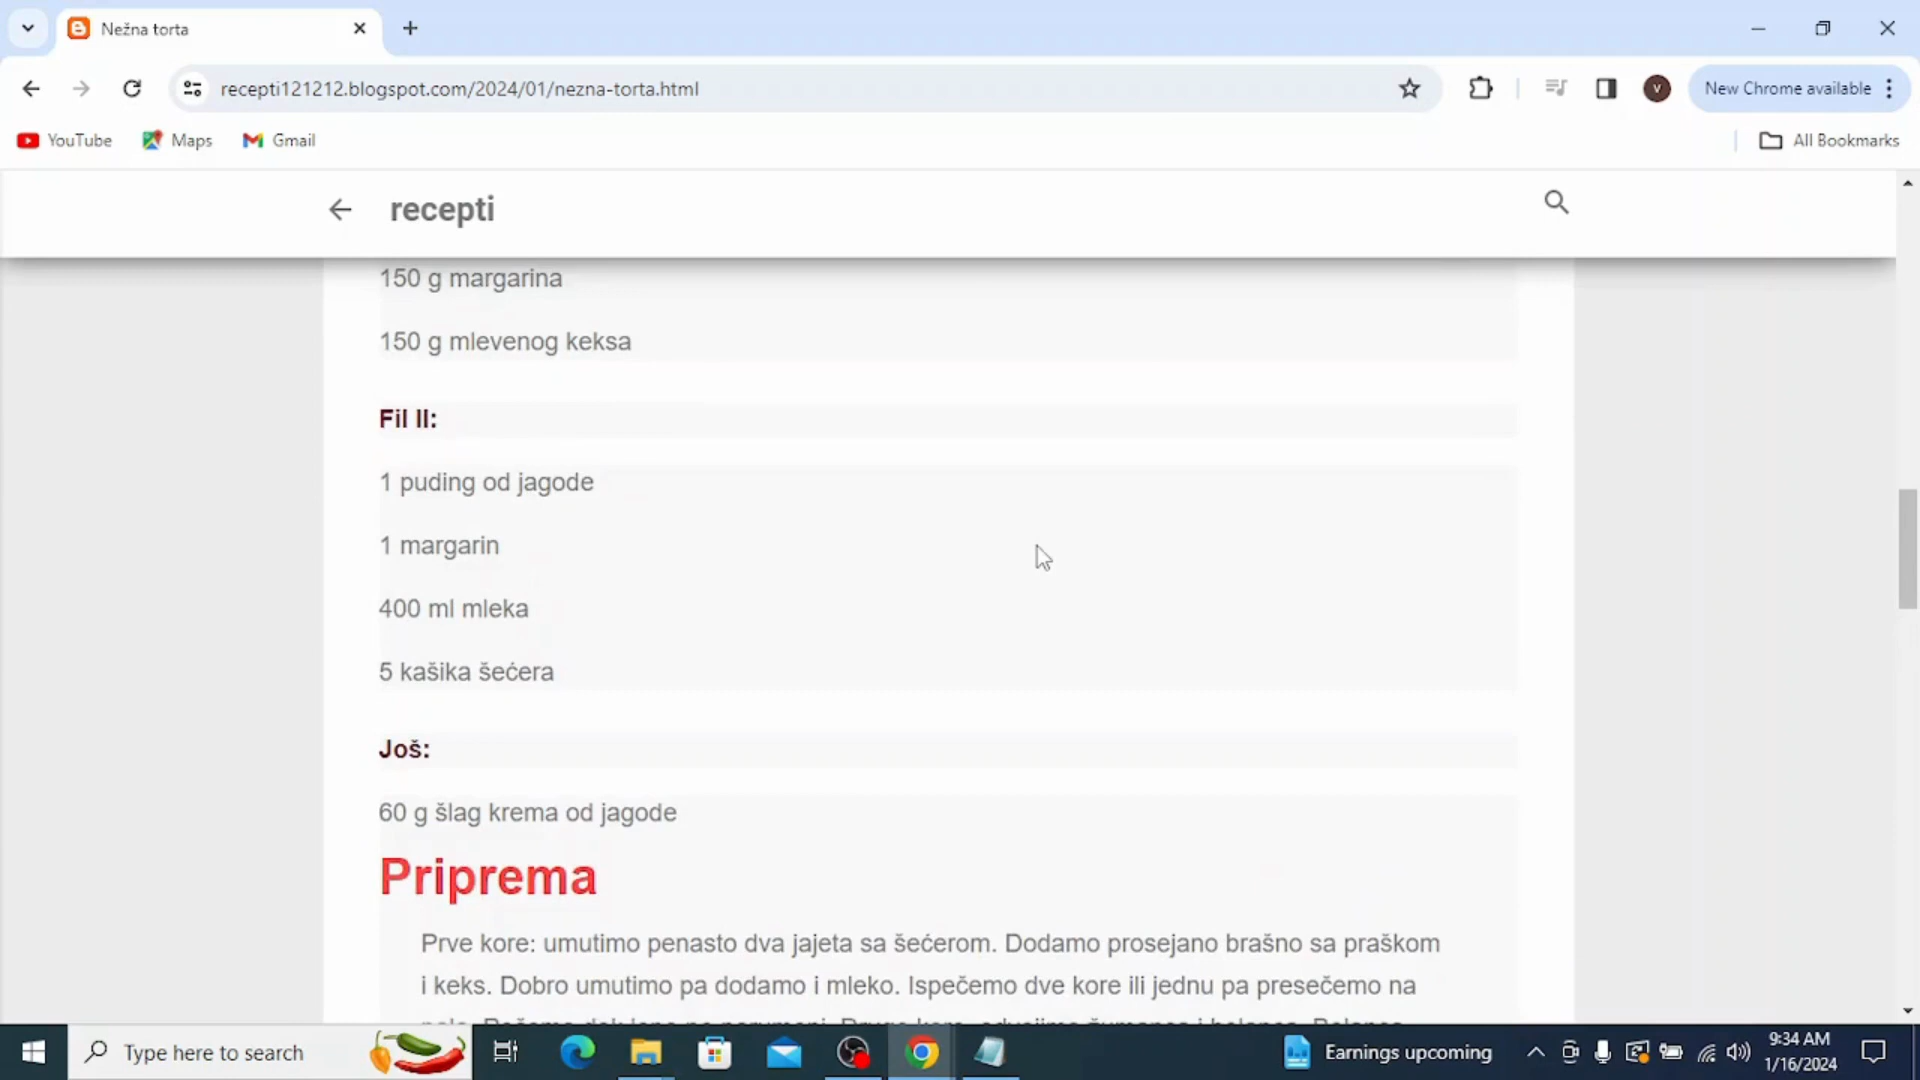 Nežna torta
recepti121212.blogspot.com/2024/01/nezna-torta.html
V
New Chrome available
YouTube
Maps
Gmail
All Bookmarks
recepti
150 g margarina
150 g mlevenog keksa
Fil II:
1 puding od jagode
1 margarin
400 ml mleka
5 kašika šećera
Još:
60 g šlag krema od jagode
Priprema
Prve kore: umutimo penasto dva jajeta sa šećerom. Dodamo prosejano brašno sa praškom
i keks. Dobro umutimo pa dodamo i mleko. Ispečemo dve kore ili jednu pa presečemo na
Type here to search
Earnings upcoming
9:34 AM
1/16/2024